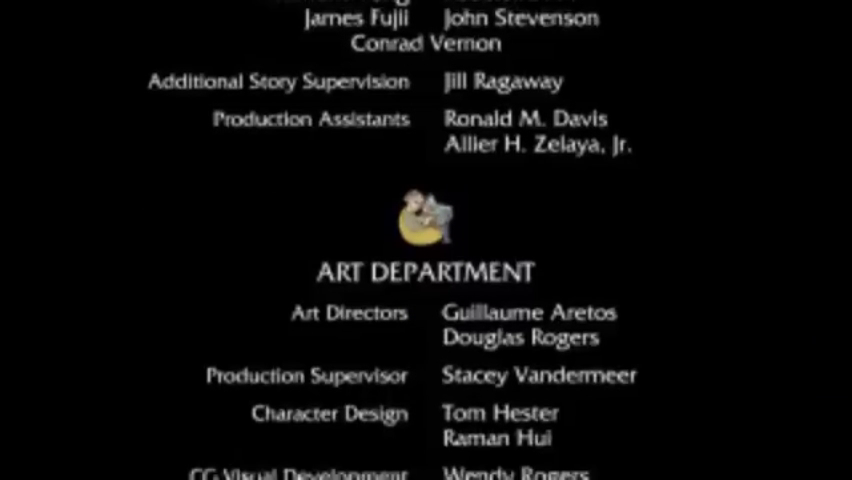 James Fujii John Stevenson
Conrad Vernon
Additional Story Supervision Jill Ragaway
Production Assistants Ronald M. Davis
Allier H. Zelaya, Jr.
ART DEPARTMENT
Art Directors Guillaume Aretos
Douglas Rogers
Production Supervisor Stacey Vandermeer
Character Design Tom Hester
Raman Hui
CG Visual Development Wendy Rogers